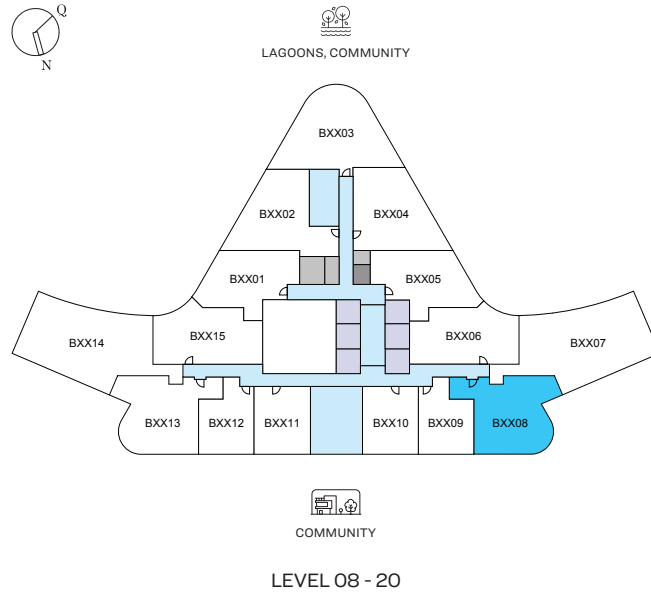 Q
N
LAGOONS, COMMUNITY
BXX03
BXX02
BXX04
BXX01
BXX05
BXX14
BXX15
BXX06
BXX07
BXX13
BXX12
BXX11
BXX10
BXX09
BXX08
COMMUNITY
LEVEL 08 - 20